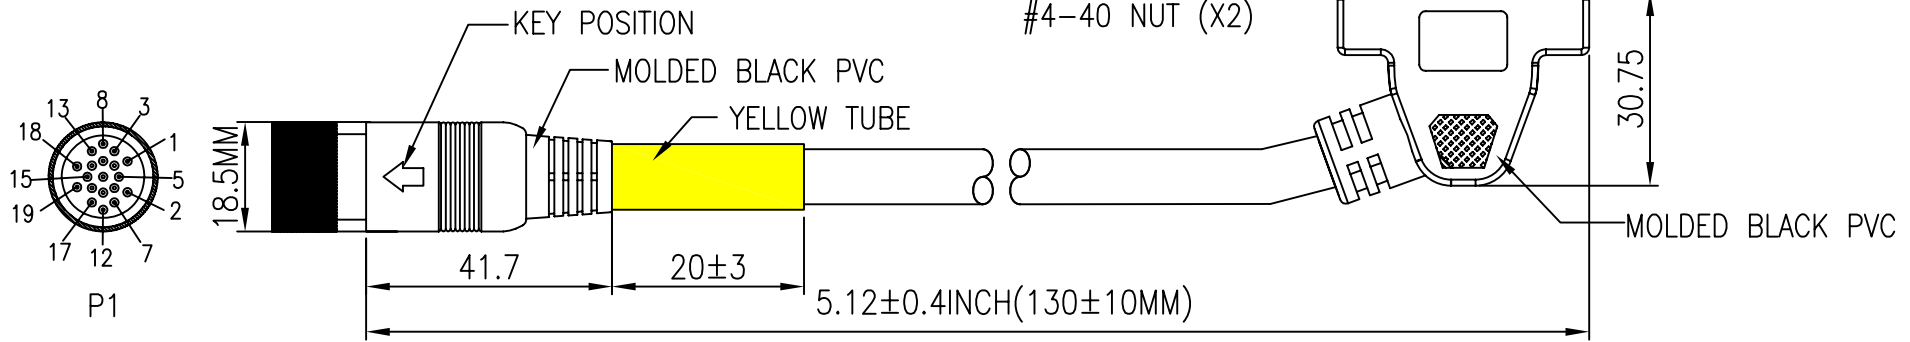 #4-40 NUT (X2)
KEY POSITION
MOLDED BLACK PVC
YELLOW TUBE
30.75
18.5MM
8
13
3
18
1
15
5
19
2
17
12
7
P1
MOLDED BLACK PVC
41.7
20±3
5.12±0.4INCH(130±10MM)